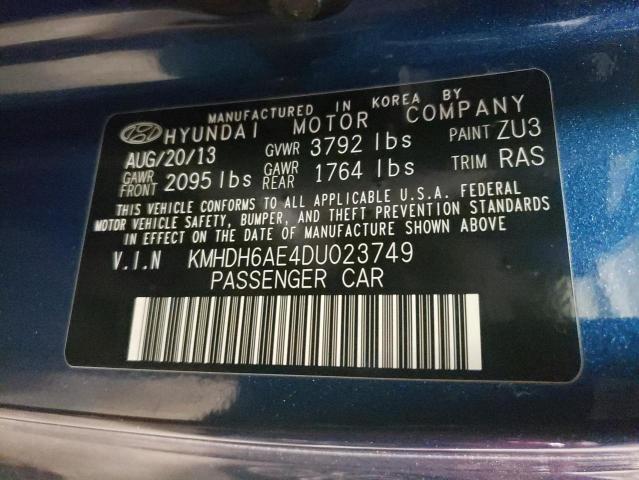 MANUFACTURED IN KOREA BY
HYUNDAI MOTOR COMPANY
AUG/20/13 GVWR 3792 lbs PAINT ZU3
GAWR FRONT 2095 lbs GAWR REAR 1764 lbs TRIM RAS
THIS VEHICLE CONFORMS TO ALL APPLICABLE U.S.A. FEDERAL
MOTOR VEHICLE SAFETY, BUMPER, AND THEFT PREVENTION STANDARDS
IN EFFECT ON THE DATE OF MANUFACTURE SHOWN ABOVE
V.I.N KMHDH6AE4DU023749
PASSENGER CAR